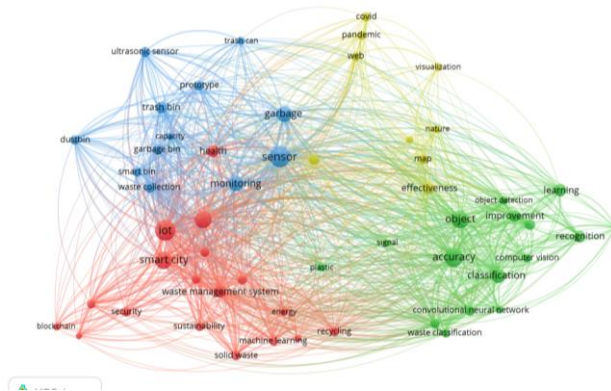 covid
pandemic
trash can
web
ultrasonic sensor
visualization
prototype
trash bin
garbage
nature
capacity
dustbin
garbage bin
health
sensor
map
smart bin
monitoring
waste collection
effectiveness
learning
object detection
object
improvement
iot
recognition
signal
smart city
accuracy
computer vision
plastic
classification
waste management system
security
energy
convolutional neural network
blockchain
sustainability
recycling
waste classification
machine learning
solid waste